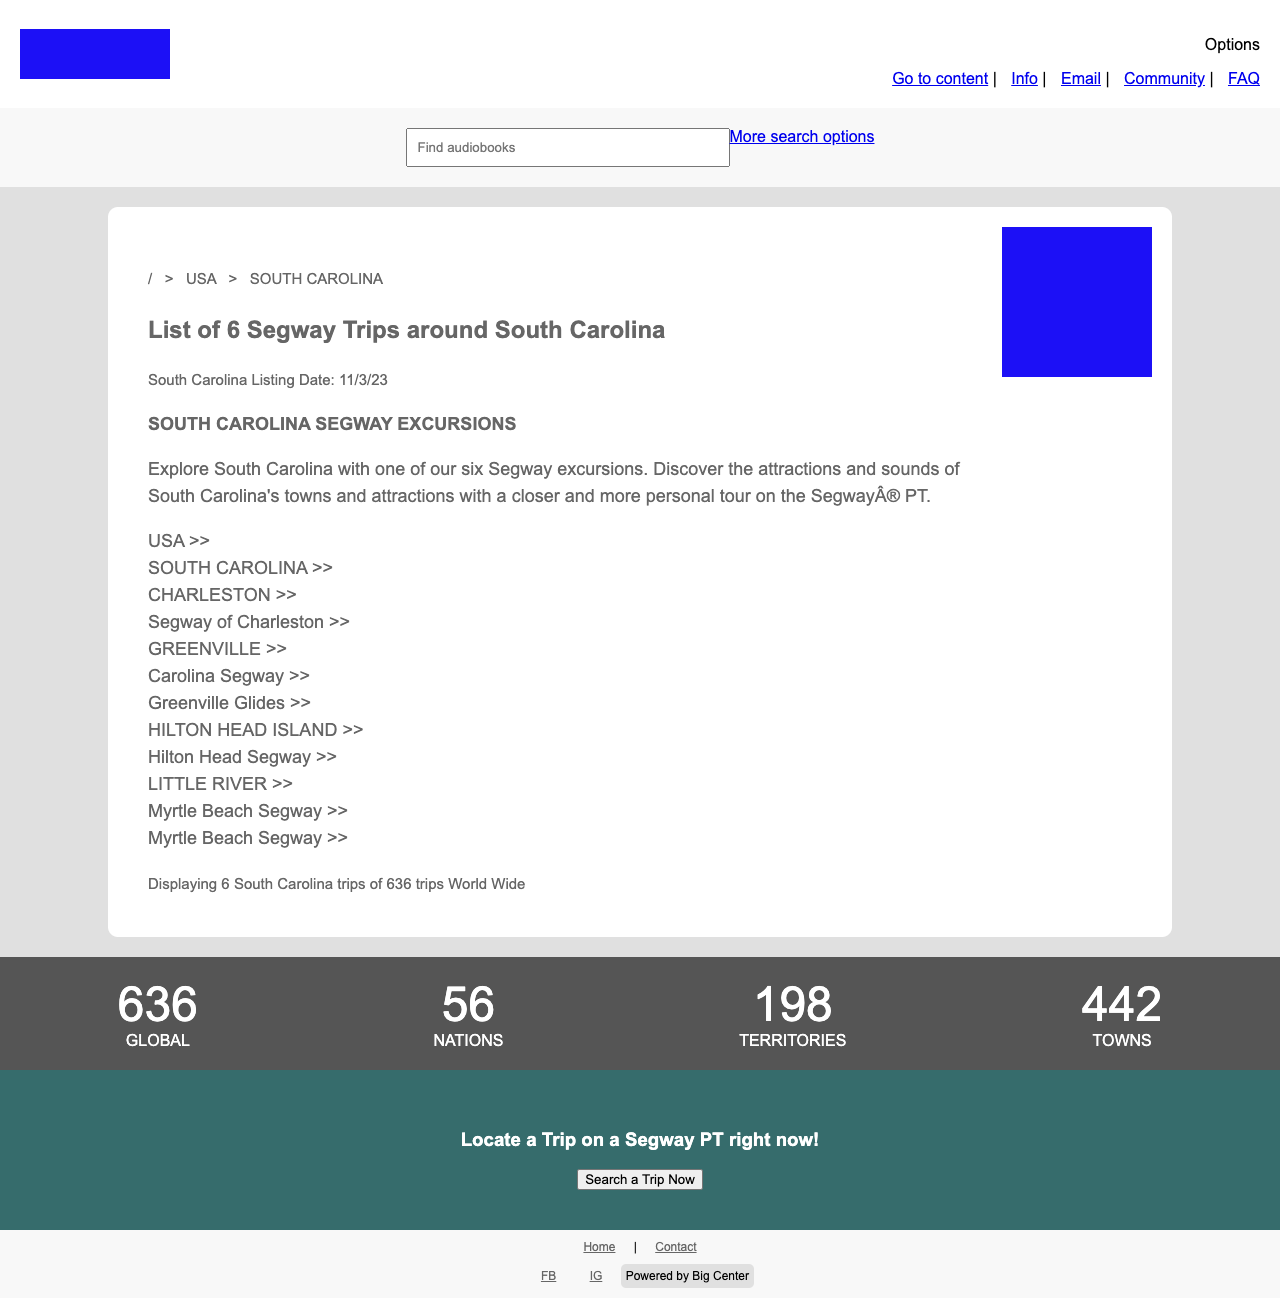 Options
Go to content | Info | Email | Community | FAQ
Find audiobooks
More search options
/ > USA > SOUTH CAROLINA
List of 6 Segway Trips around South Carolina
South Carolina Listing Date: 11/3/23
SOUTH CAROLINA SEGWAY EXCURSIONS
Explore South Carolina with one of our six Segway excursions. Discover the attractions and sounds of
South Carolina's towns and attractions with a closer and more personal tour on the SegwayÂ® PT.
USA >>
SOUTH CAROLINA >>
CHARLESTON >>
Segway of Charleston >>
GREENVILLE >>
Carolina Segway >>
Greenville Glides >>
HILTON HEAD ISLAND >>
Hilton Head Segway >>
LITTLE RIVER >>
Myrtle Beach Segway >>
Myrtle Beach Segway >>
Displaying 6 South Carolina trips of 636 trips World Wide
636 56 198 442
GLOBAL NATIONS TERRITORIES TOWNS
Locate a Trip on a Segway PT right now!
Search a Trip Now
Home | Contact
FB IG Powered by Big Center